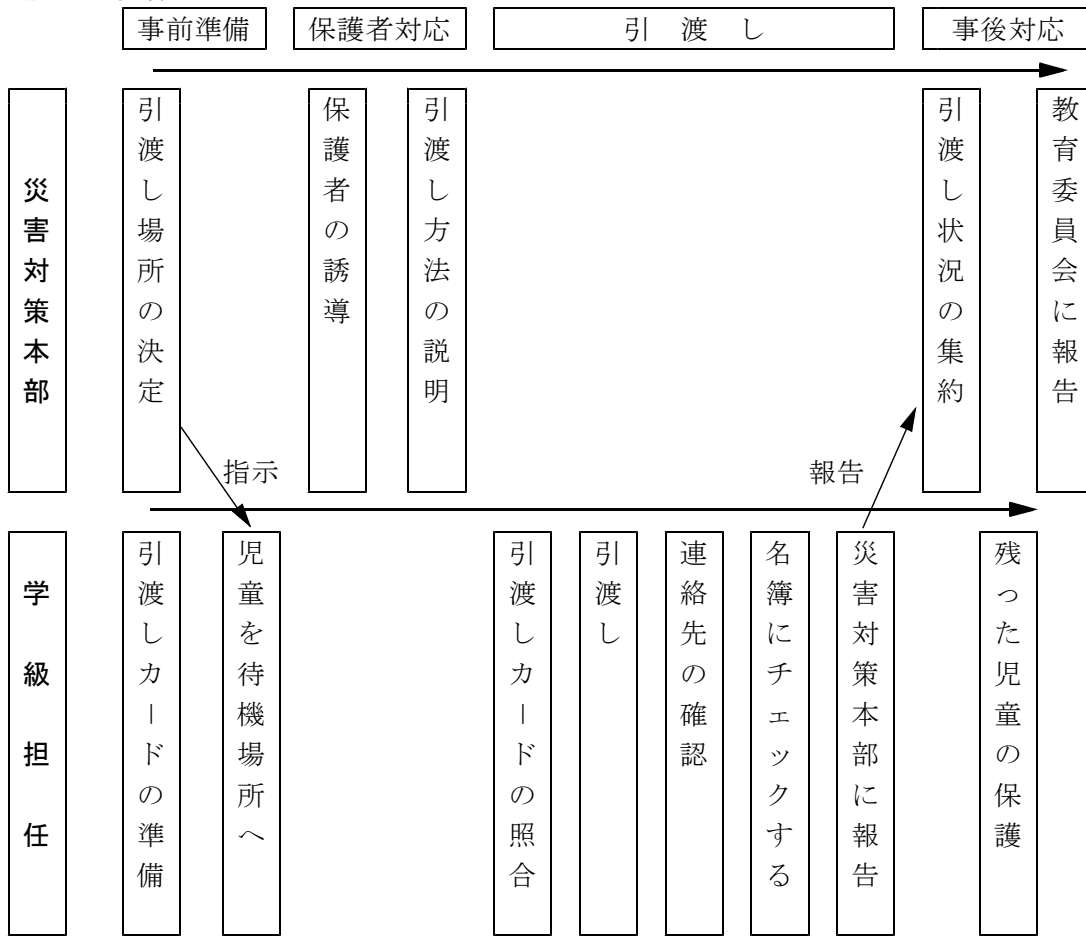 事前準備
保護者対応
引　渡　し
事後対応
災害対策本部
引渡し場所の決定
保護者の誘導
引渡し方法の説明
引渡し状況の集約
教育委員会に報告
指示
報告
学級担任
引渡しカードの準備
児童を待機場所へ
引渡しカードの照合
引渡し
連絡先の確認
名簿にチェックする
災害対策本部に報告
残った児童の保護